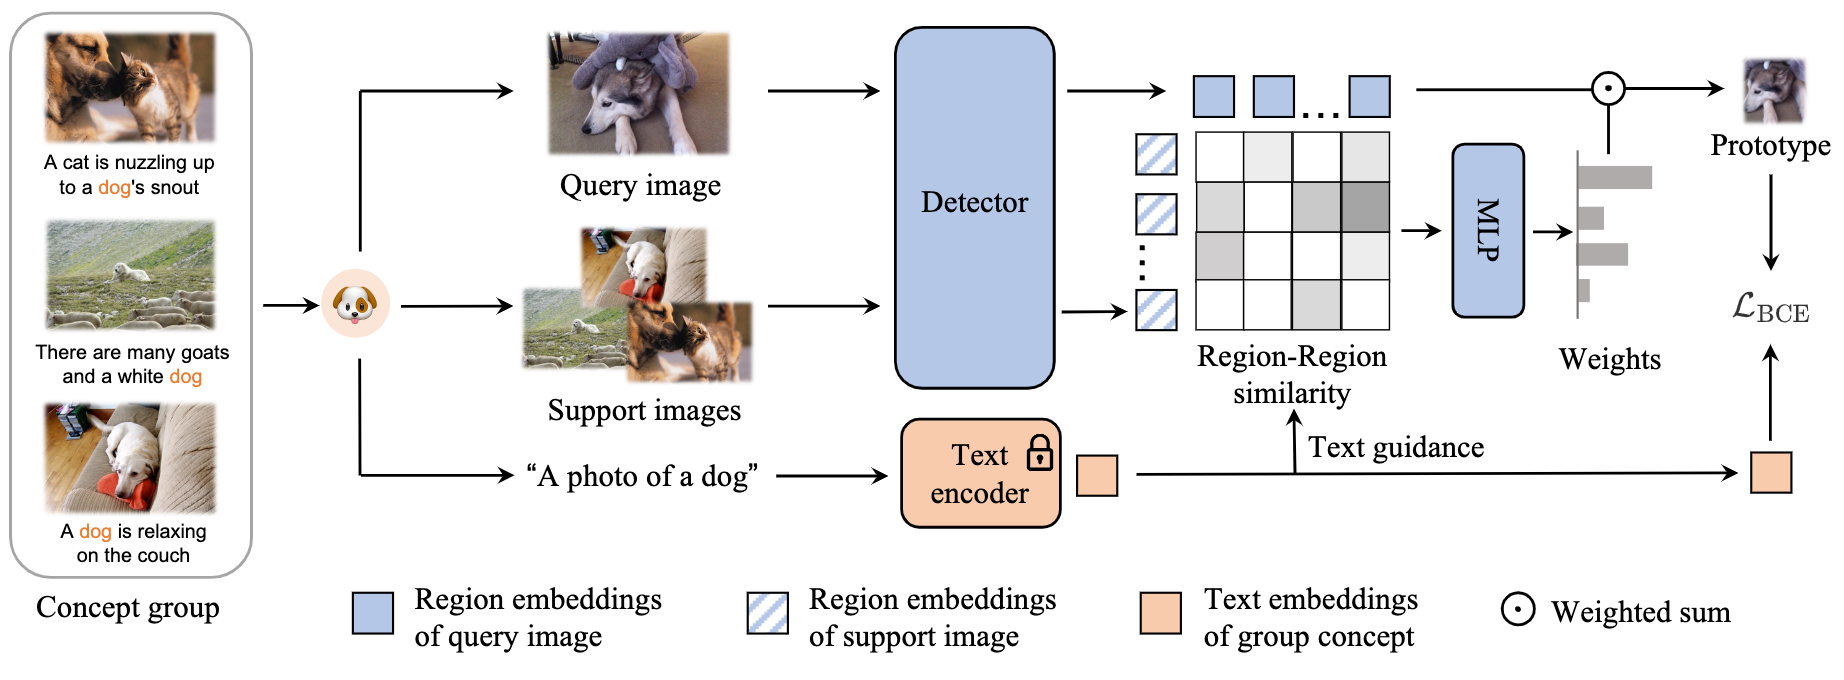 A cat is nuzzling up
to a dog's snout
There are many goats
and a white dog
A dog is relaxing
on the couch
Concept group
Query image
Support images
“A photo of a dog”
Detector
Text
encoder
Region-Region
similarity
Text guidance
MLP
Weights
Prototype
ℒBCE
Region embeddings
of query image
Region embeddings
of support image
Text embeddings
of group concept
Weighted sum